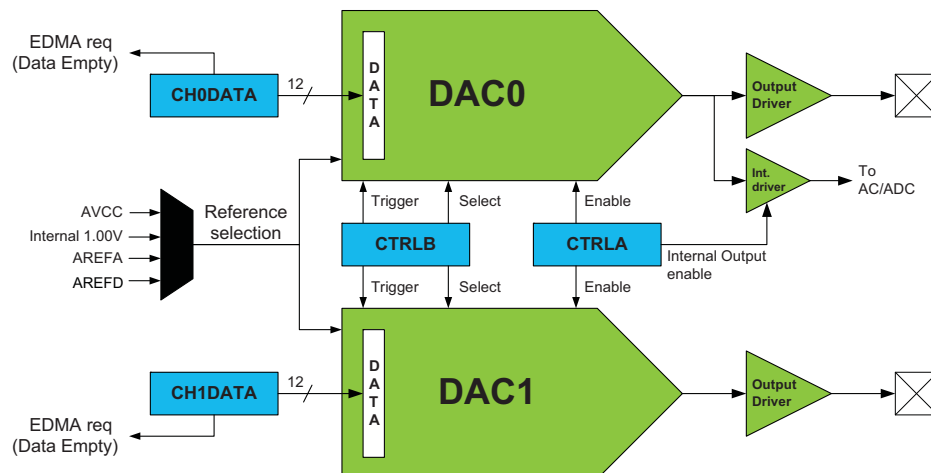 EDMA req
(Data Empty)
CH0DATA
12
DATA
DAC0
Output
Driver
Int.
driver
To
AC/ADC
AVCC
Internal 1.00V
AREFA
AREFD
Reference
selection
Trigger
Select
Enable
CTRLB
CTRLA
Internal Output
enable
Trigger
Select
Enable
CH1DATA
12
DATA
DAC1
Output
Driver
EDMA req
(Data Empty)